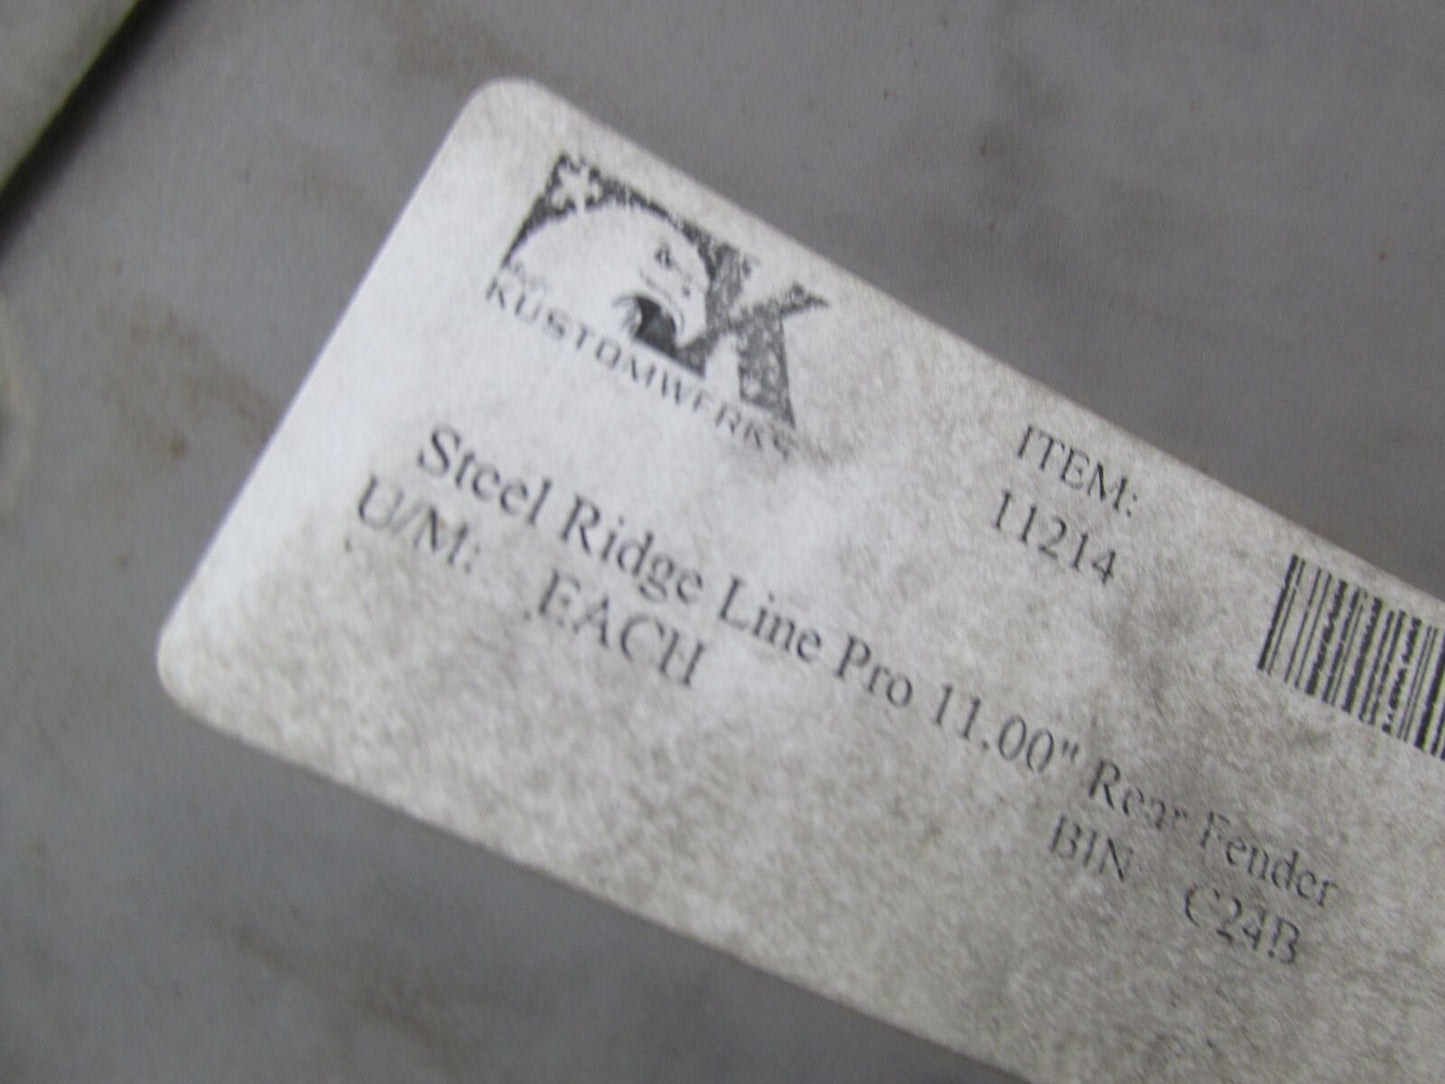 KUSTOMWERKS
ITEM:
11214
Steel Ridge Line Pro 11.00" Rear Fender
U/M: EACH
BIN C24B